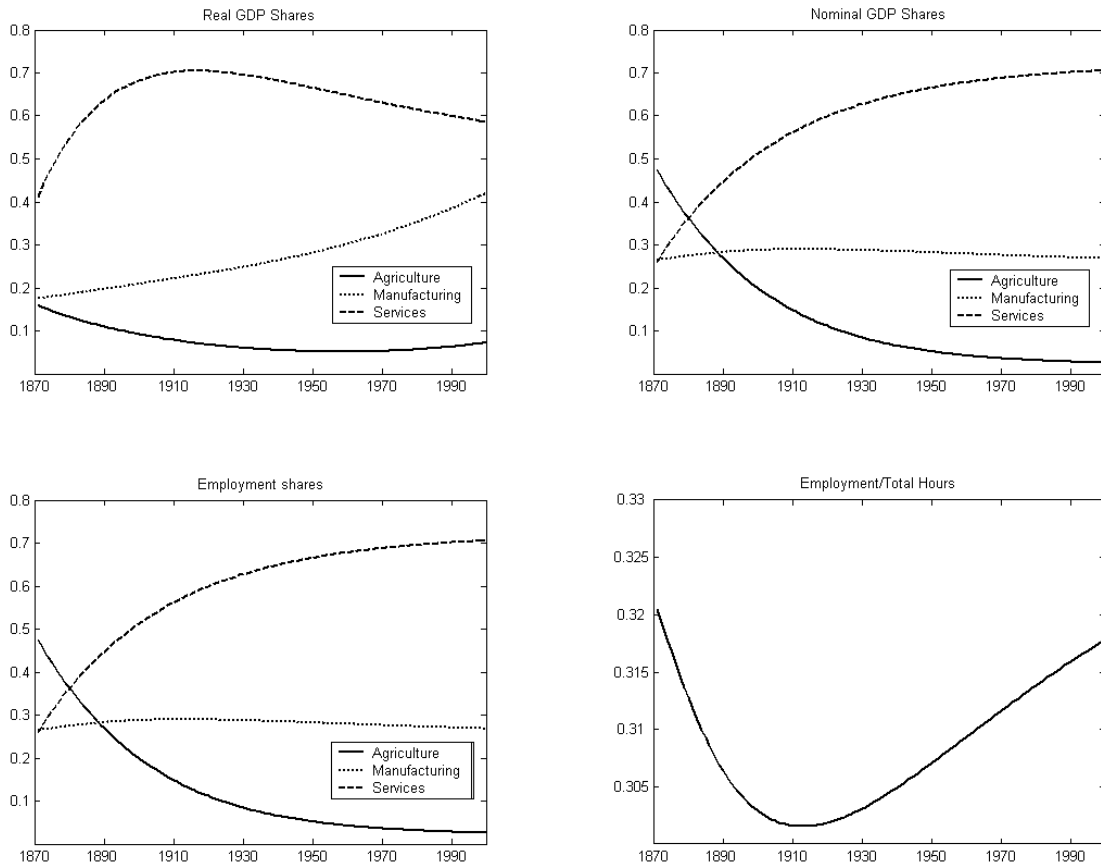 Real GDP Shares
0.8
0.7
0.6
0.5
0.4
0.3
0.2
0.1
Agriculture
Manufacturing
Services
1870 1890 1910 1930 1950 1970 1990
Nominal GDP Shares
0.8
0.7
0.6
0.5
0.4
0.3
0.2
0.1
Agriculture
Manufacturing
Services
1870 1890 1910 1930 1950 1970 1990
Employment shares
0.8
0.7
0.6
0.5
0.4
0.3
0.2
0.1
Agriculture
Manufacturing
Services
1870 1890 1910 1930 1950 1970 1990
Employment/Total Hours
0.33
0.325
0.32
0.315
0.31
0.305
1870 1890 1910 1930 1950 1970 1990